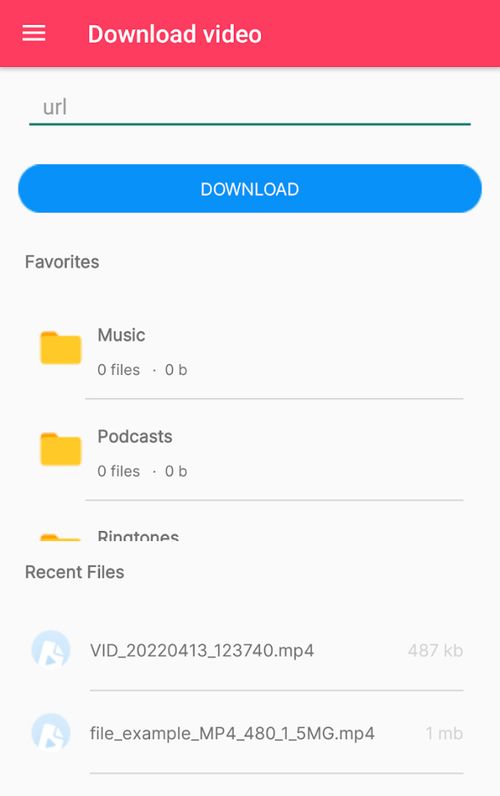 Download video
url
DOWNLOAD
Favorites
Music
0 files · 0 b
Podcasts
0 files · 0 b
Ringtones
Recent Files
VID_20220413_123740.mp4 487 kb
file_example_MP4_480_1_5MG.mp4 1 mb